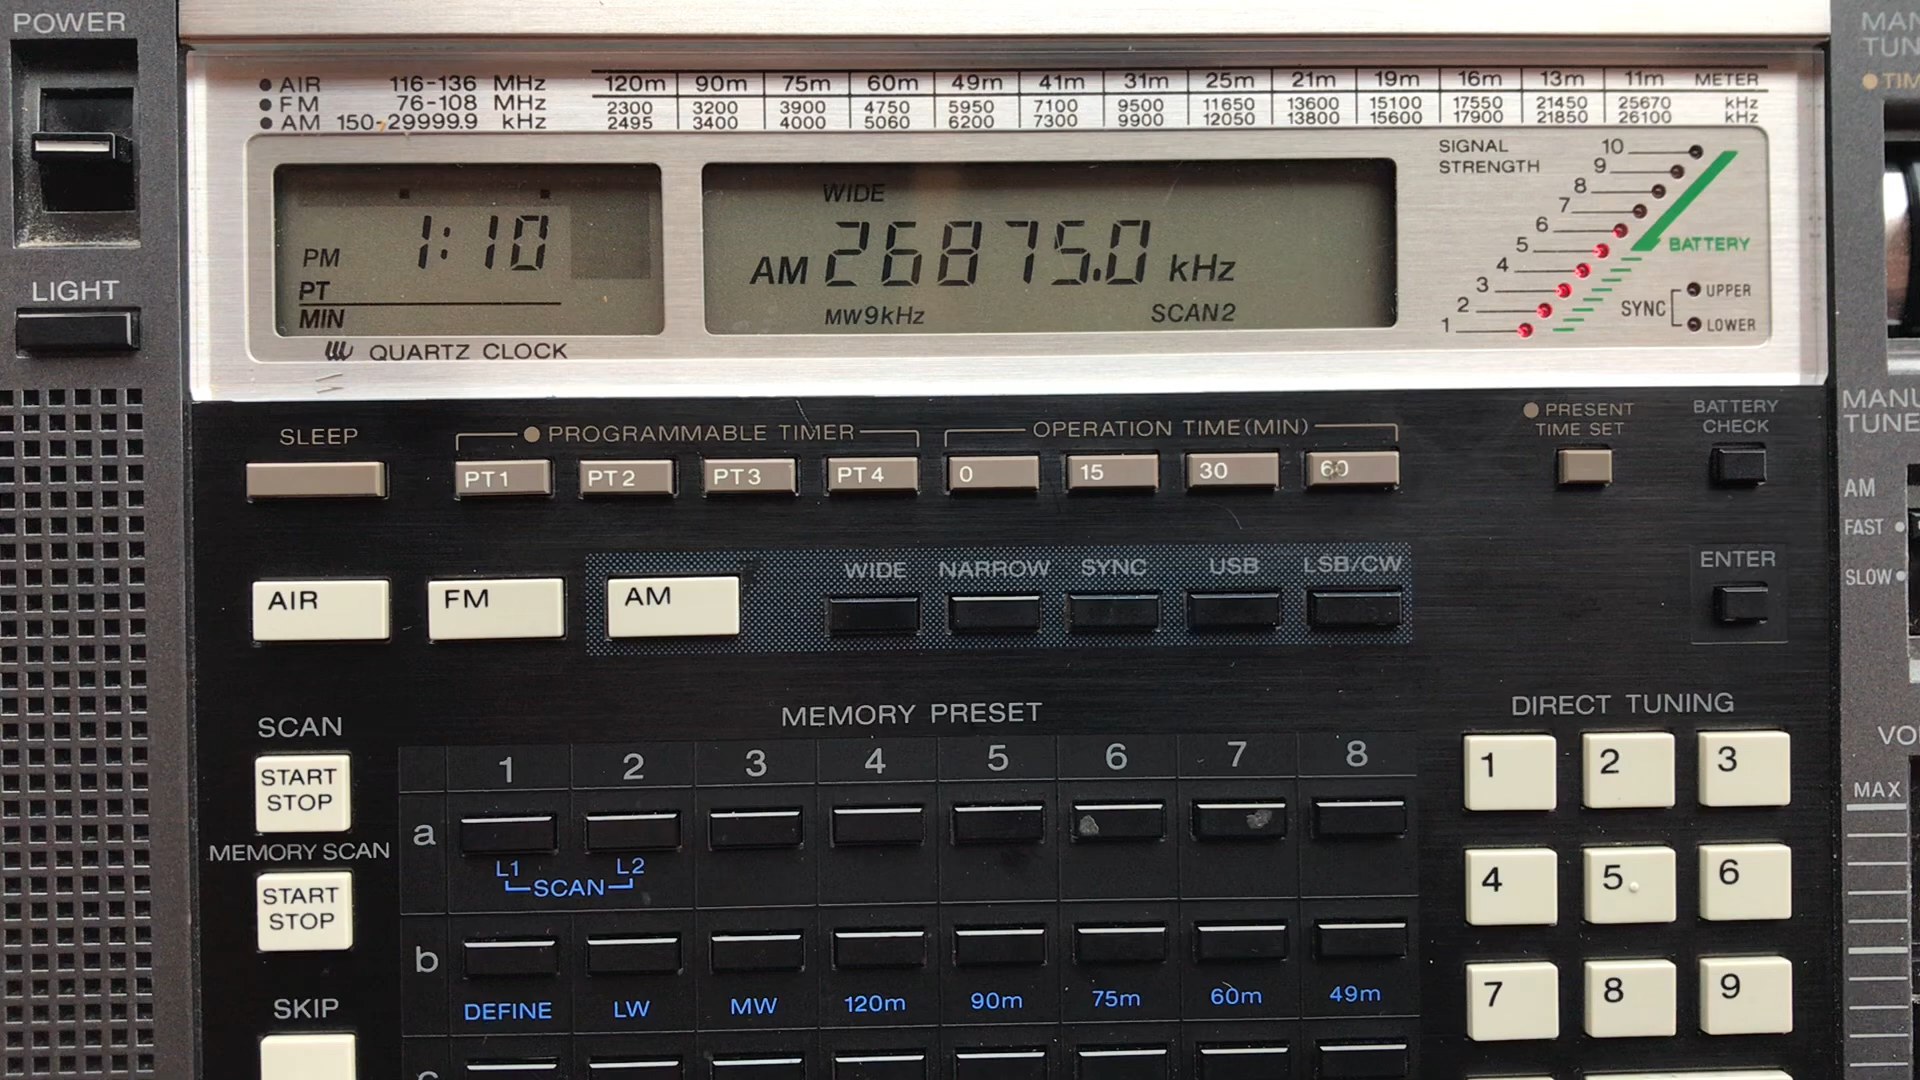 POWER
● AIR 116-136 MHz
● FM 76-108 MHz
● AM 150-29999.9 kHz
120m 90m 75m 60m 49m 41m 31m 25m 21m 19m 16m 13m 11m METER
2300 3200 3900 4750 5950 7100 9500 11650 13600 15100 17550 21450 25670 kHz
2495 3400 4000 5060 6200 7300 9900 12050 13800 15600 17900 21850 26100 kHz
PM 1:10
PT
MIN
QUARTZ CLOCK
WIDE
AM 26875.0 kHz
MW9kHz SCAN2
SIGNAL
STRENGTH
10
9
8
7
6
5
4
3
2
1
BATTERY
SYNC
UPPER
LOWER
LIGHT
SLEEP
● PROGRAMMABLE TIMER
PT1 PT2 PT3 PT4
OPERATION TIME(MIN)
0 15 30 60
● PRESENT
TIME SET
BATTERY
CHECK
AIR FM AM
WIDE NARROW SYNC USB LSB/CW
ENTER
AM
FAST ●
SLOW ●
SCAN
START
STOP
MEMORY SCAN
START
STOP
SKIP
MEMORY PRESET
1 2 3 4 5 6 7 8
a
L1 SCAN L2
b
DEFINE LW MW 120m 90m 75m 60m 49m
DIRECT TUNING
1 2 3
4 5 6
7 8 9
MAX